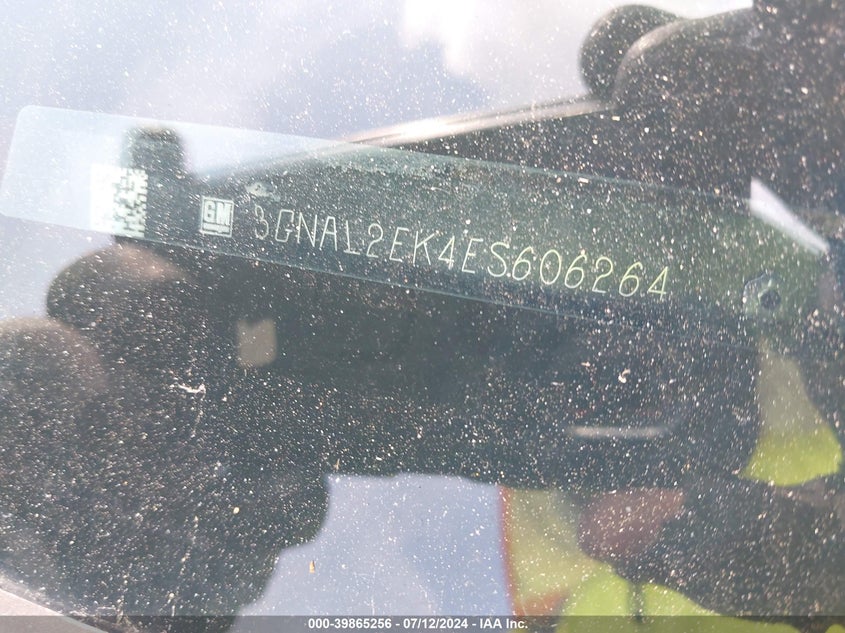 GM
3GNAL2EK4ES606264
000-39865256 - 07/12/2024 - IAA Inc.